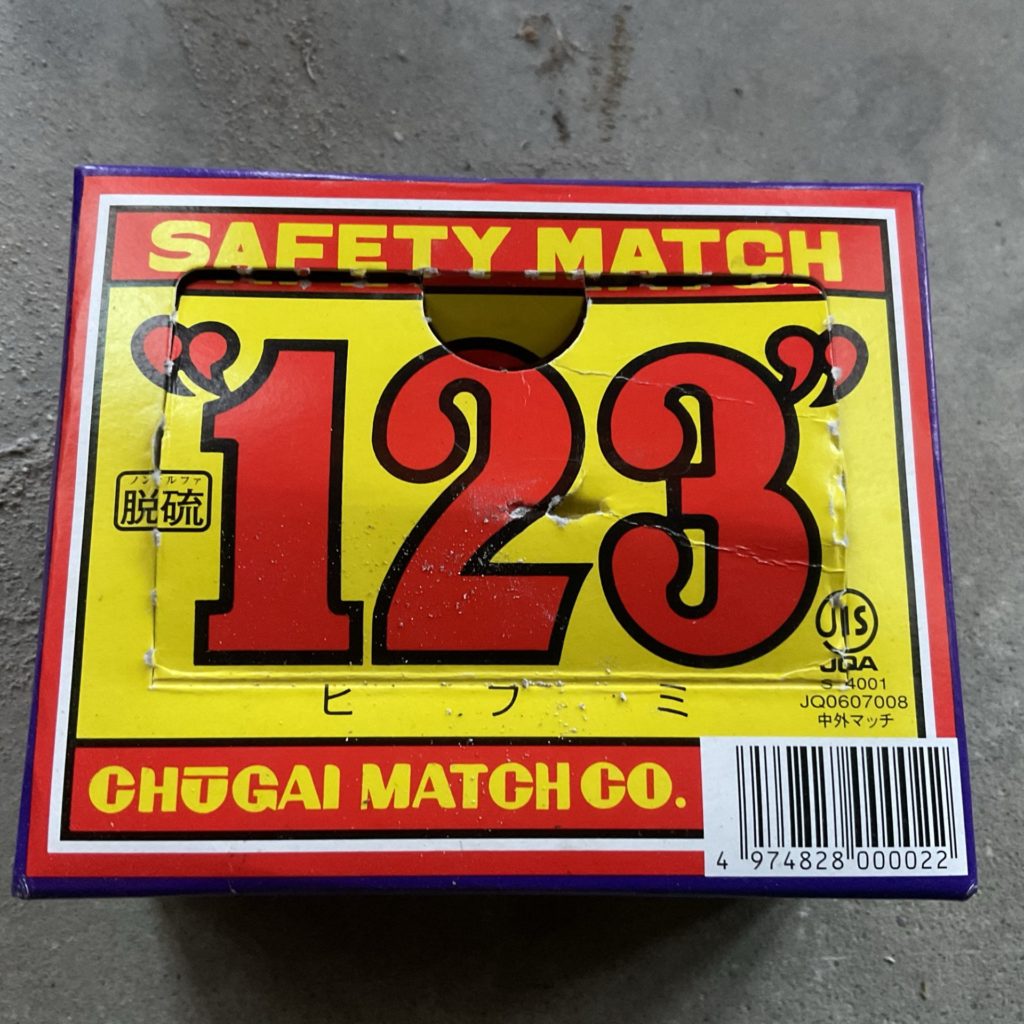 SAFETY MATCH
"123"
ノンサルファ
脱硫
JIS
JQA
S 4001
JQ0607008
中外マッチ
ヒフミ
CHŪGAI MATCH CO.
4 974828 000022